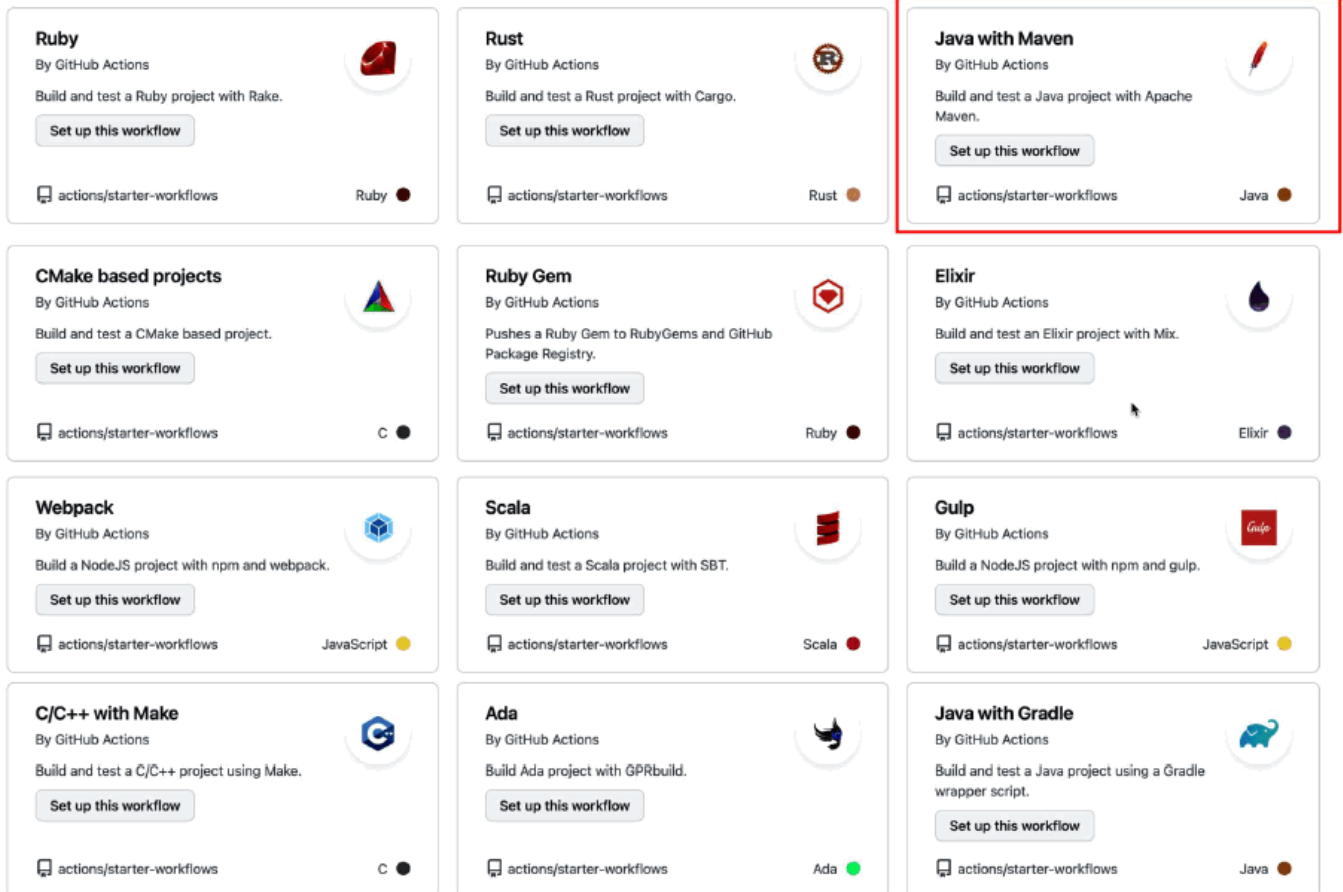 Ruby
By GitHub Actions
Build and test a Ruby project with Rake.
Set up this workflow
actions/starter-workflows
Ruby
Rust
By GitHub Actions
Build and test a Rust project with Cargo.
Set up this workflow
actions/starter-workflows
Rust
Java with Maven
By GitHub Actions
Build and test a Java project with Apache
Maven.
Set up this workflow
actions/starter-workflows
Java
CMake based projects
By GitHub Actions
Build and test a CMake based project.
Set up this workflow
actions/starter-workflows
C
Ruby Gem
By GitHub Actions
Pushes a Ruby Gem to RubyGems and GitHub
Package Registry.
Set up this workflow
actions/starter-workflows
Ruby
Elixir
By GitHub Actions
Build and test an Elixir project with Mix.
Set up this workflow
actions/starter-workflows
Elixir
Webpack
By GitHub Actions
Build a NodeJS project with npm and webpack.
Set up this workflow
actions/starter-workflows
JavaScript
Scala
By GitHub Actions
Build and test a Scala project with SBT.
Set up this workflow
actions/starter-workflows
Scala
Gulp
By GitHub Actions
Gulp
Build a NodeJS project with npm and gulp.
Set up this workflow
actions/starter-workflows
JavaScript
C/C++ with Make
By GitHub Actions
Build and test a C/C++ project using Make.
Set up this workflow
actions/starter-workflows
C
Ada
By GitHub Actions
Build Ada project with GPRbuild.
Set up this workflow
actions/starter-workflows
Ada
Java with Gradle
By GitHub Actions
Build and test a Java project using a Gradle
wrapper script.
Set up this workflow
actions/starter-workflows
Java